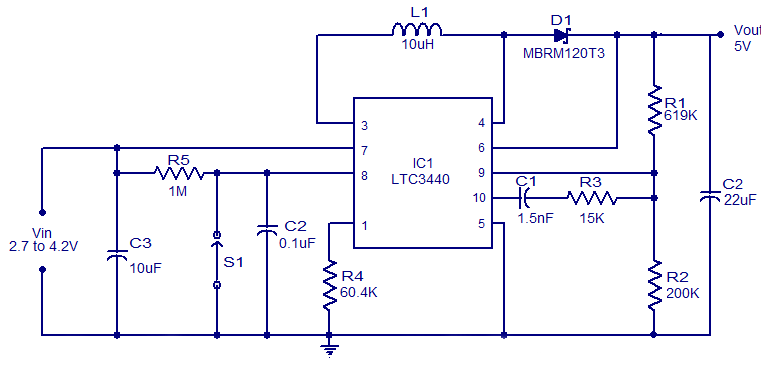 L1
10uH
D1
MBRM120T3
Vout
5V
R1
619K
3
4
7
6
IC1
LTC3440
8
9
R5
1M
10
C1
1.5nF
R3
15K
C2
22uF
1
5
Vin
2.7 to 4.2V
C3
10uF
S1
C2
0.1uF
R4
60.4K
R2
200K